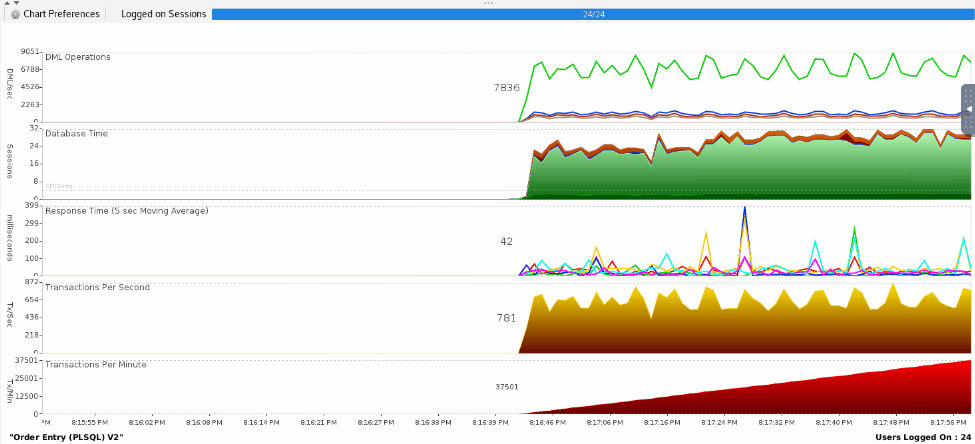 Chart Preferences Logged on Sessions 24/24
DML Operations
9051
6788
4526
2263
0
DML/sec
7836
Database Time
32
24
16
8
0
Sessions
Response Time (5 sec Moving Average)
399
299
200
100
0
milliseconds
42
Transactions Per Second
872
654
436
218
0
Tx/Sec
781
Transactions Per Minute
37501
25001
12500
0
Tx/Min
37501
PM 8:15:55 PM 8:16:02 PM 8:16:08 PM 8:16:14 PM 8:16:21 PM 8:16:27 PM 8:16:33 PM 8:16:39 PM 8:16:46 PM 8:17:06 PM 8:17:16 PM 8:17:24 PM 8:17:32 PM 8:17:40 PM 8:17:48 PM 8:17:56 PM
"Order Entry (PLSQL) V2" Users Logged On : 24